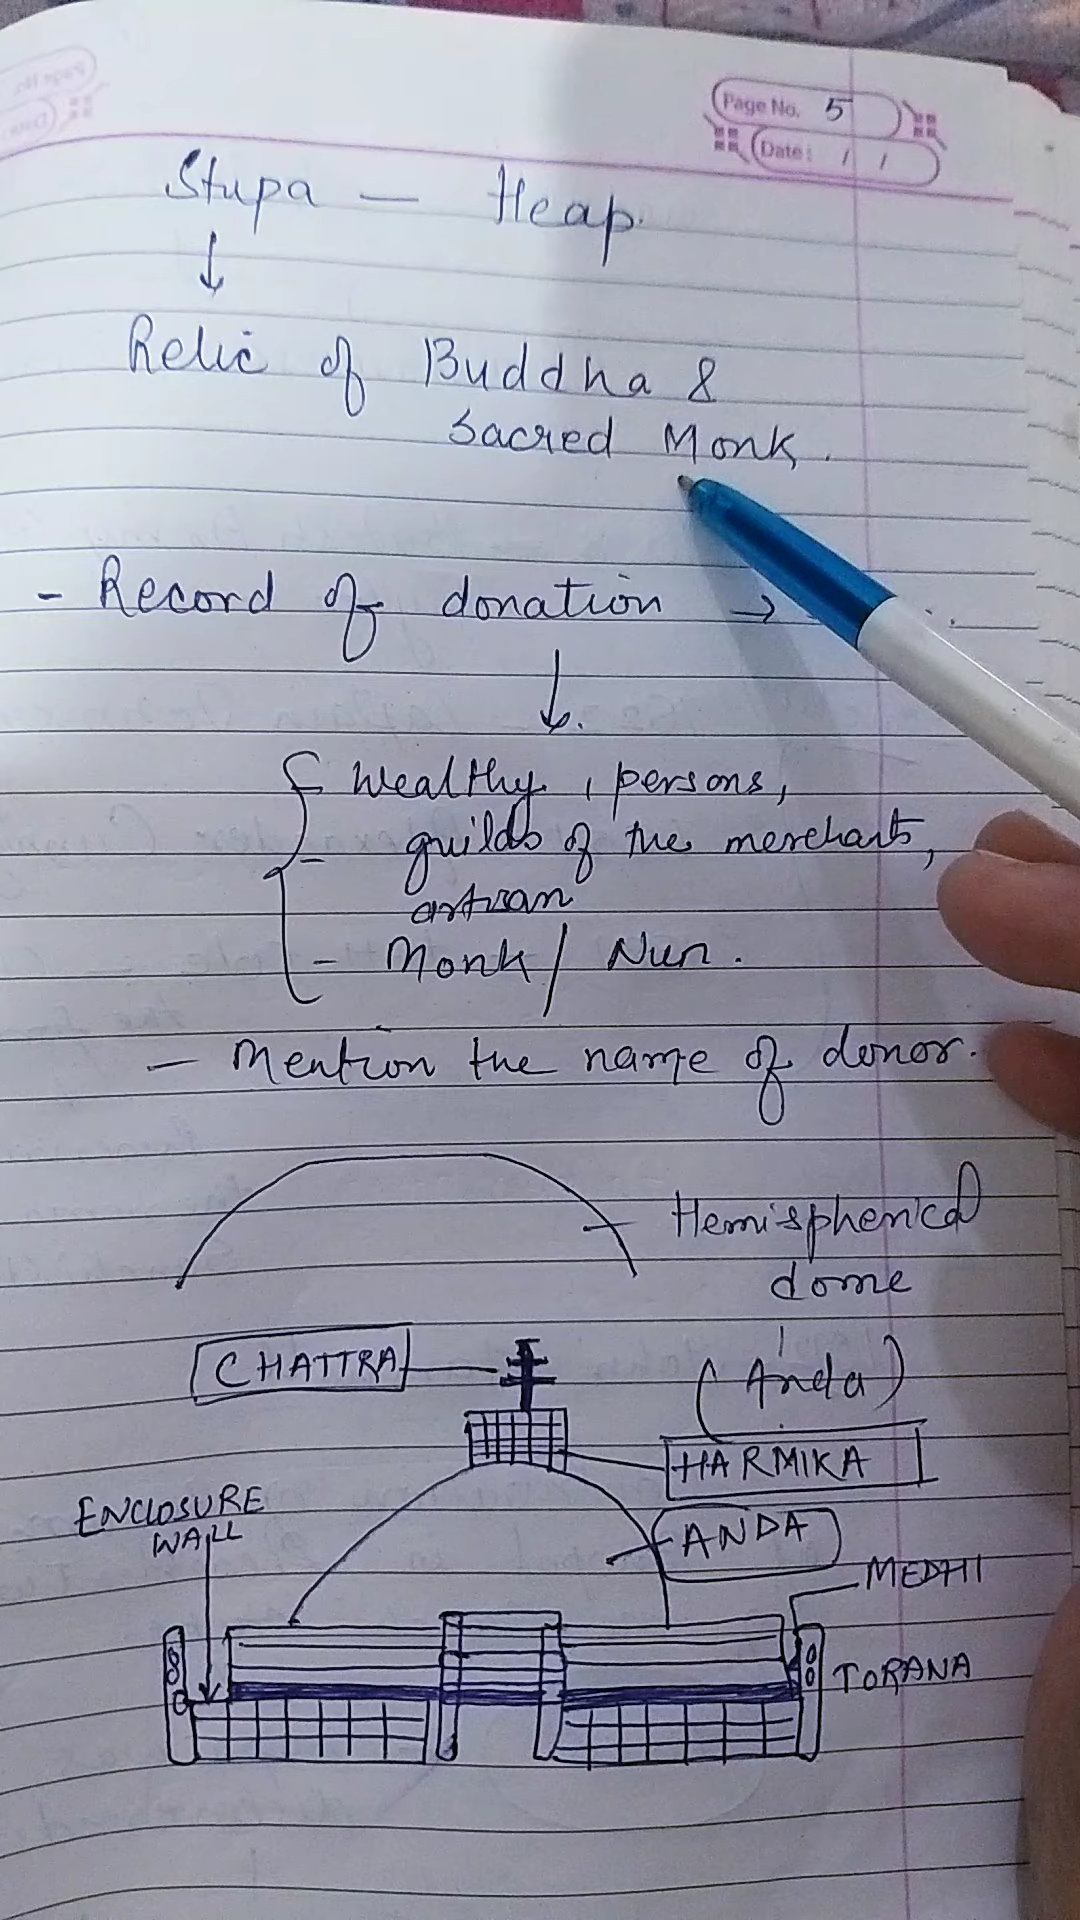 Page No. 5
Date: / /
Stupa — Heap.
↓
Relic of Buddha &
Sacred Monk.
- Record of donation →
↓
Wealthy, persons,
- guilds of the merchants,
artisan
- Monk / Nun.
- Mention the name of donor.
Hemispherical
dome
(Anda)
CHATTRA
HARMIKA
ENCLOSURE
WALL
ANDA
MEDHI
TORANA